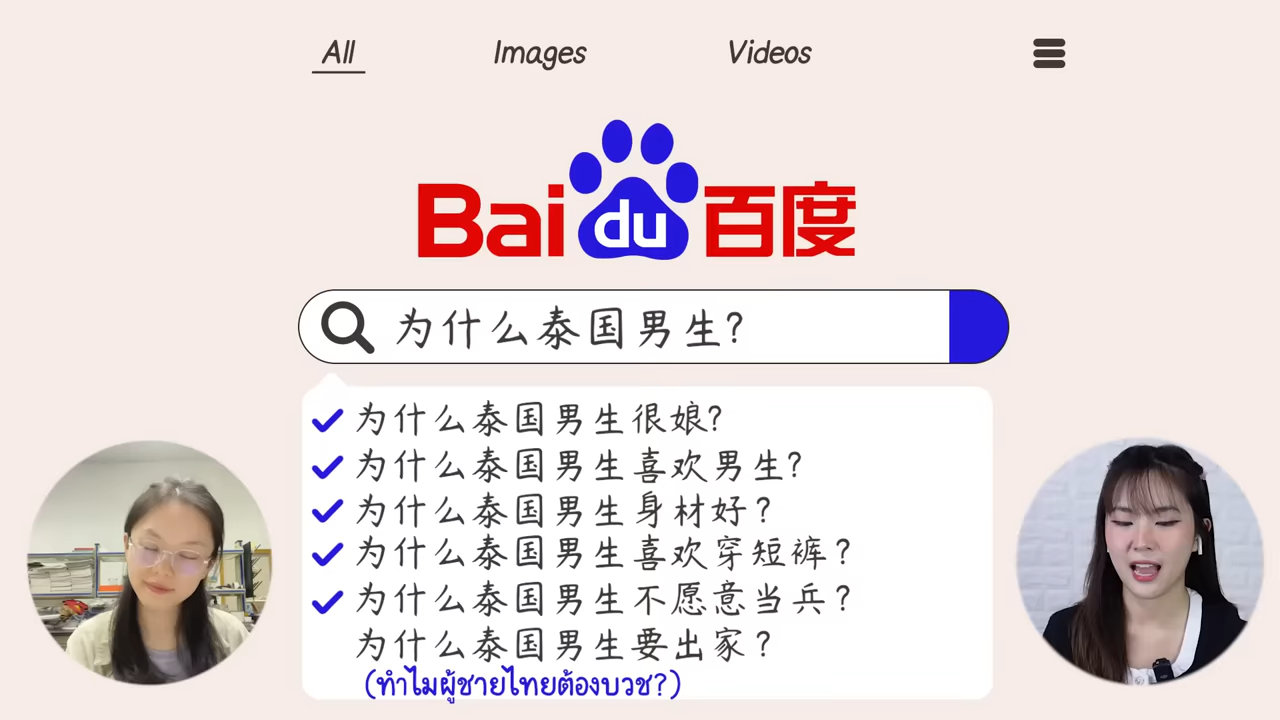 All Images Videos
Baidu百度
为什么泰国男生?
为什么泰国男生很娘?
为什么泰国男生喜欢男生?
为什么泰国男生身材好?
为什么泰国男生喜欢穿短裤?
为什么泰国男生不愿意当兵?
为什么泰国男生要出家?
(ทำไมผู้ชายไทยต้องบวช?)